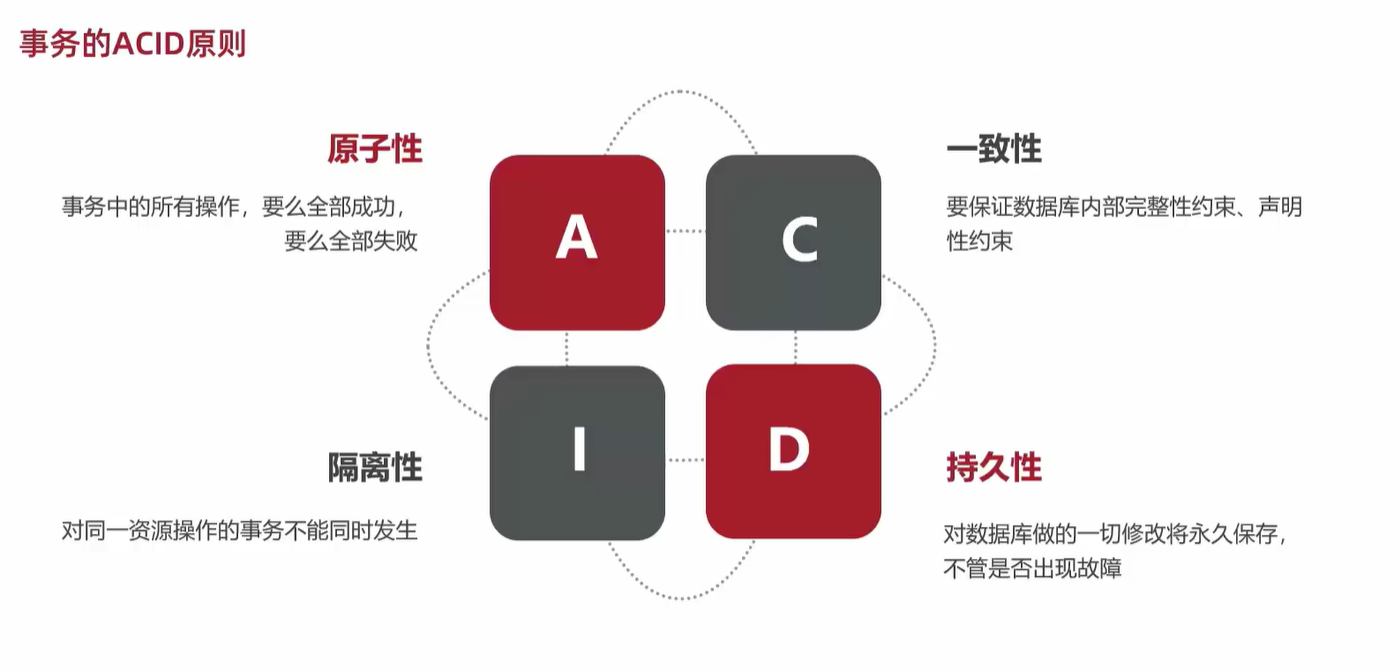 事务的ACID原则
原子性
事务中的所有操作，要么全部成功，
要么全部失败
A
C
一致性
要保证数据库内部完整性约束、声明
性约束
隔离性
对同一资源操作的事务不能同时发生
I
D
持久性
对数据库做的一切修改将永久保存，
不管是否出现故障